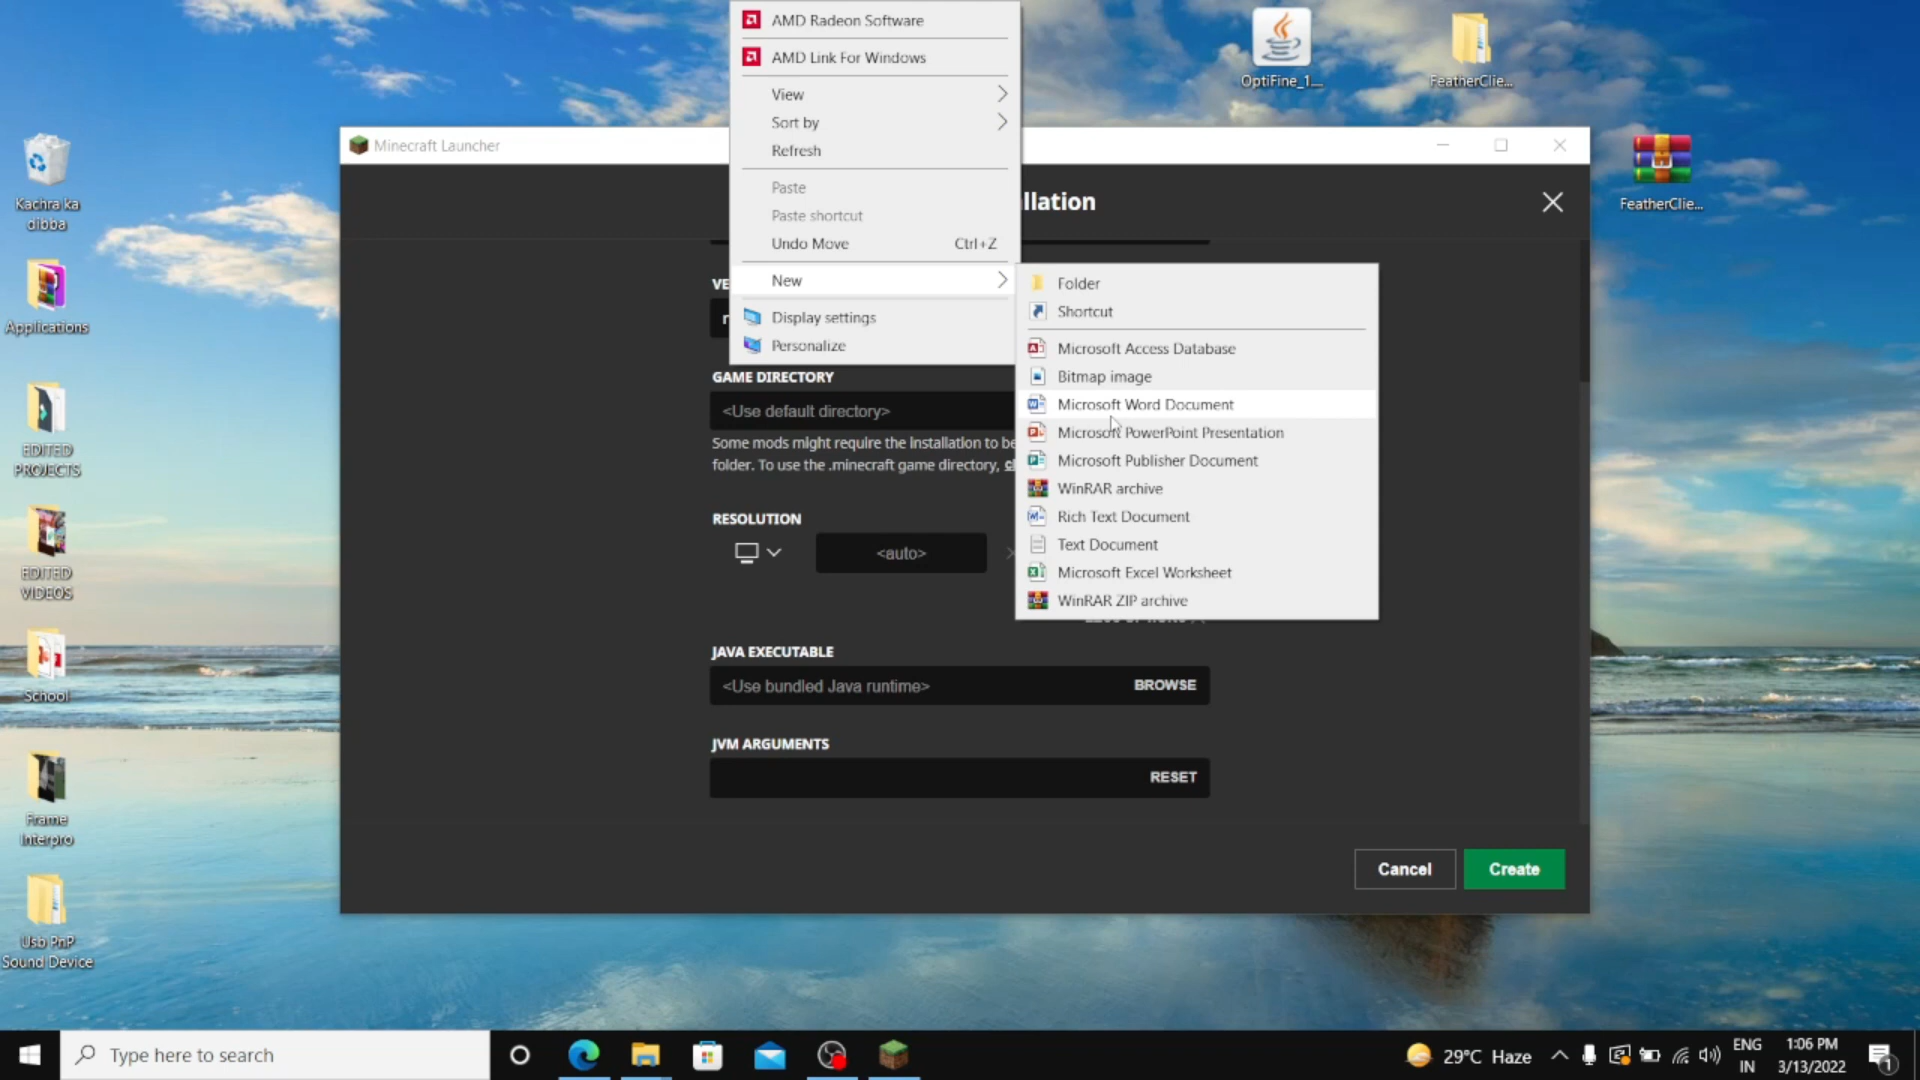 AMD Radeon Software
AMD Link For Windows
View
Sort by
Refresh
Paste
Paste shortcut
Undo Move Ctrl+Z
New
Display settings
Personalize
Folder
Shortcut
Microsoft Access Database
Bitmap image
Microsoft Word Document
Microsoft PowerPoint Presentation
Microsoft Publisher Document
WinRAR archive
Rich Text Document
Text Document
Microsoft Excel Worksheet
WinRAR ZIP archive
OptiFine_1....
FeatherClie...
FeatherClie...
Kachra ka
dibba
Applications
EDITED
PROJECTS
EDITED
VIDEOS
School
Frame
Interpro
Usb PnP
Sound Device
Minecraft Launcher
llation
VE
GAME DIRECTORY
<Use default directory>
Some mods might require the installation to be
folder. To use the .minecraft game directory, cl
RESOLUTION
<auto>
JAVA EXECUTABLE
<Use bundled Java runtime>
BROWSE
JVM ARGUMENTS
RESET
Cancel
Create
Type here to search
29°C Haze
ENG
IN
1:06 PM
3/13/2022
1